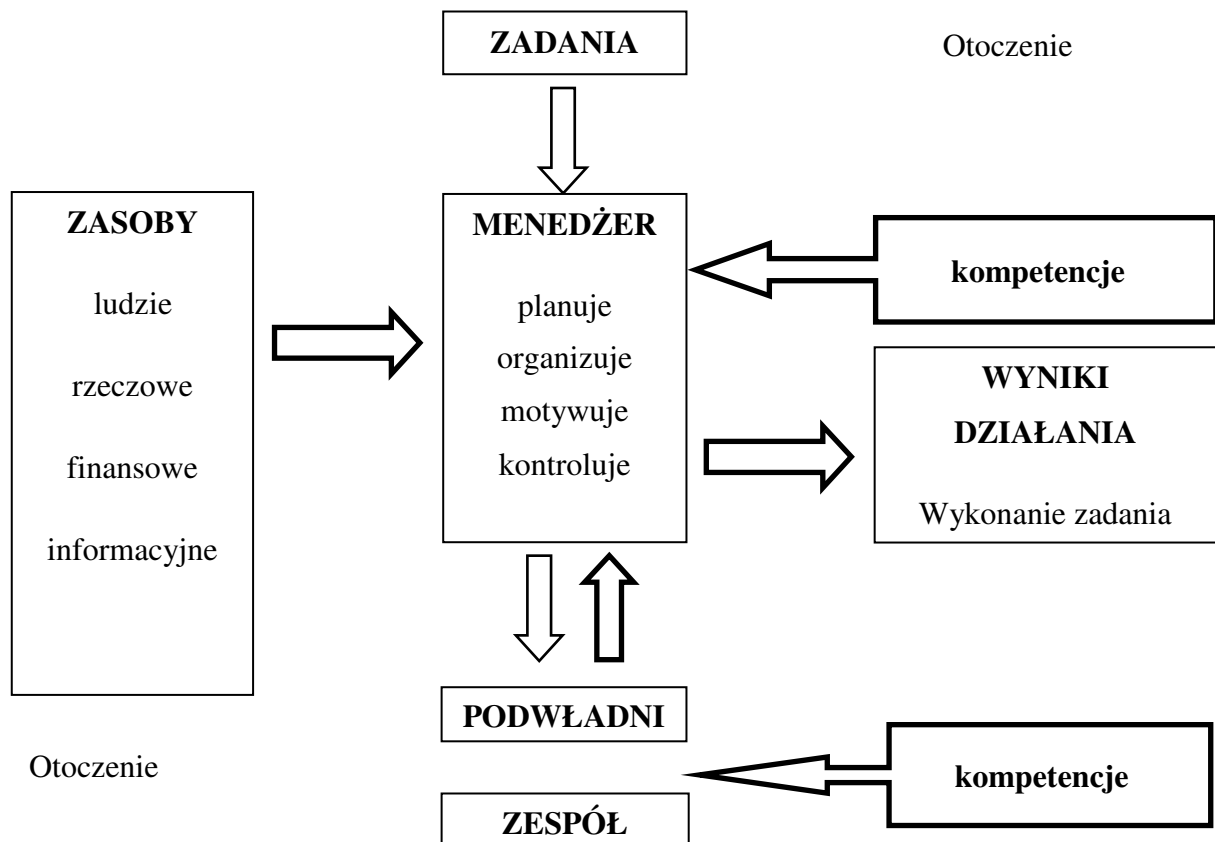 ZADANIA
Otoczenie
ZASOBY
ludzie
rzeczowe
finansowe
informacyjne
MENEDŻER
planuje
organizuje
motywuje
kontroluje
kompetencje
WYNIKI
DZIAŁANIA
Wykonanie zadania
PODWŁADNI
Otoczenie
kompetencje
ZESPÓŁ